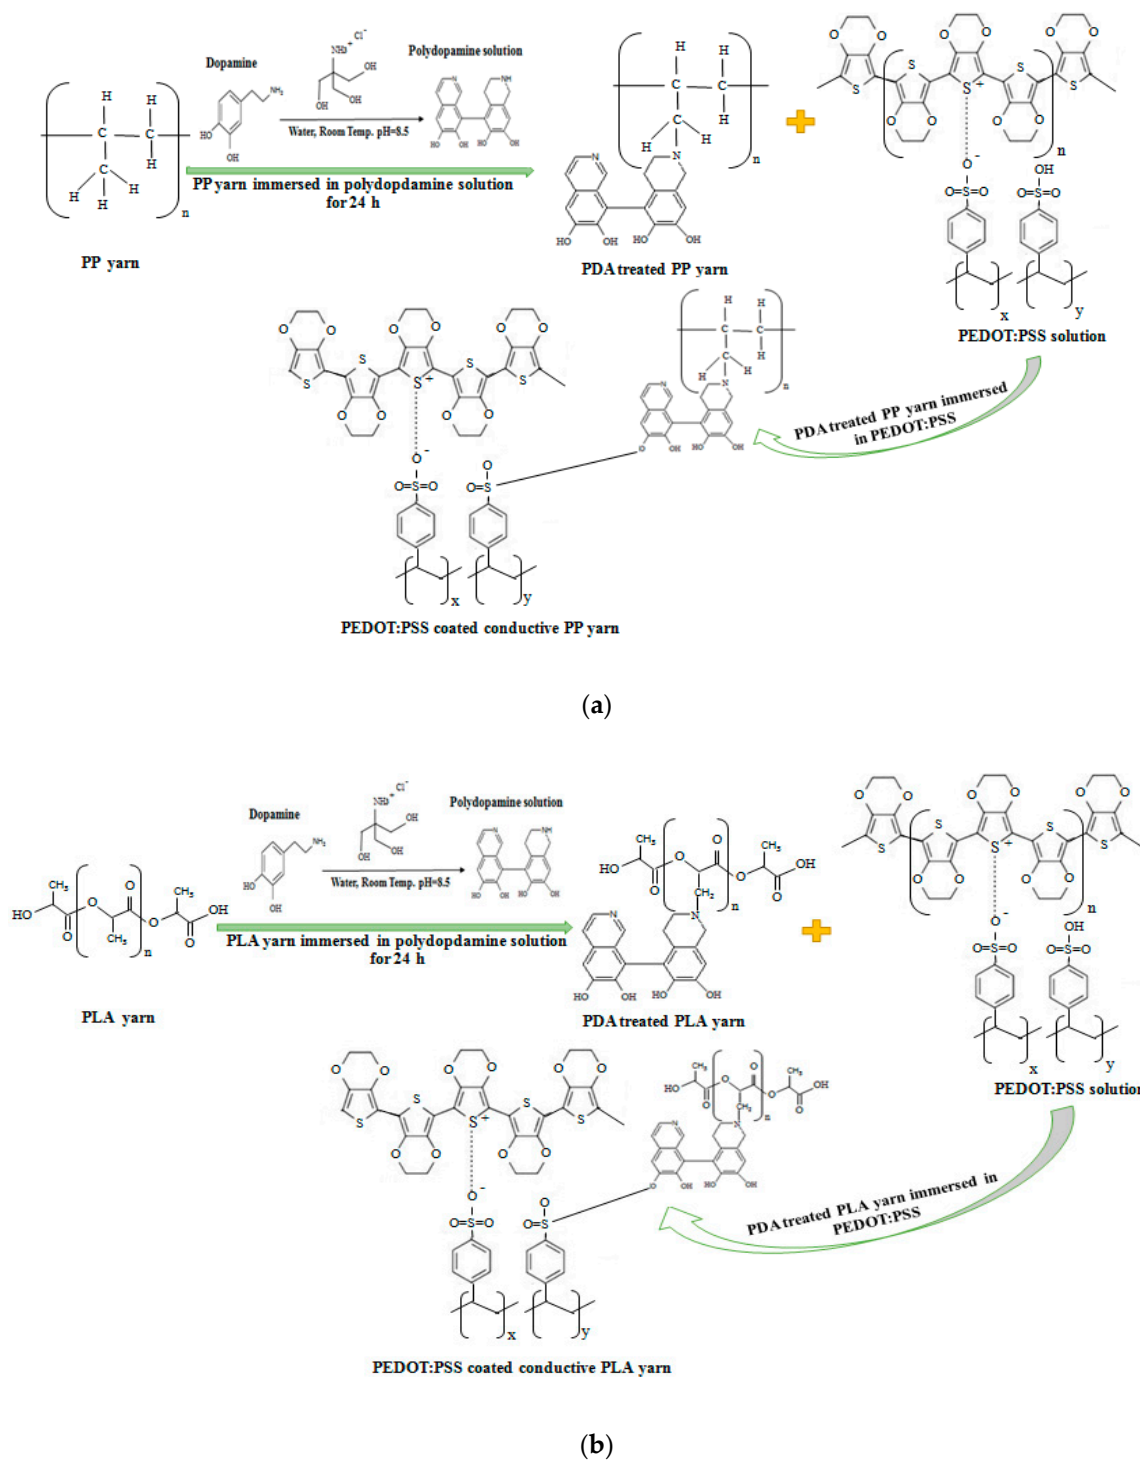 Dopamine
Polydopamine solution
Water, Room Temp. pH=8.5
PP yarn immersed in polydopdamine solution
for 24 h
PP yarn
PDA treated PP yarn
PEDOT:PSS solution
PDA treated PP yarn immersed
in PEDOT:PSS
PEDOT:PSS coated conductive PP yarn
(a)
Dopamine
Polydopamine solution
Water, Room Temp. pH=8.5
PLA yarn immersed in polydopdamine solution
for 24 h
PLA yarn
PDA treated PLA yarn
PEDOT:PSS solution
PDA treated PLA yarn immersed in
PEDOT:PSS
PEDOT:PSS coated conductive PLA yarn
(b)